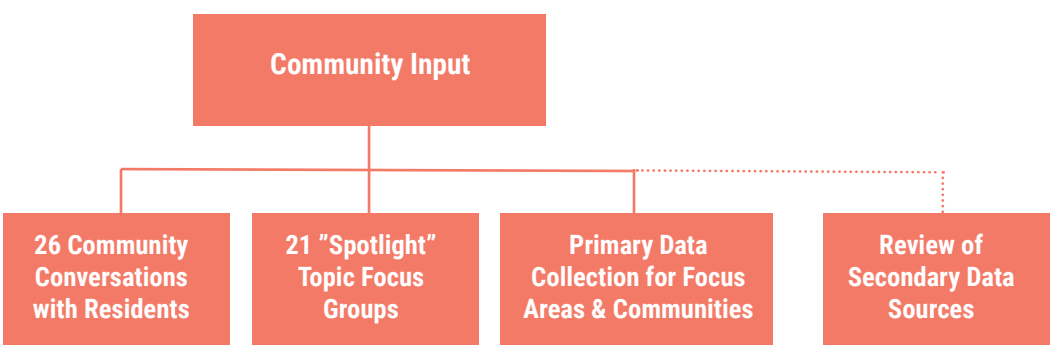 Community Input
26 Community
Conversations
with Residents
21 ”Spotlight”
Topic Focus
Groups
Primary Data
Collection for Focus
Areas & Communities
Review of
Secondary Data
Sources